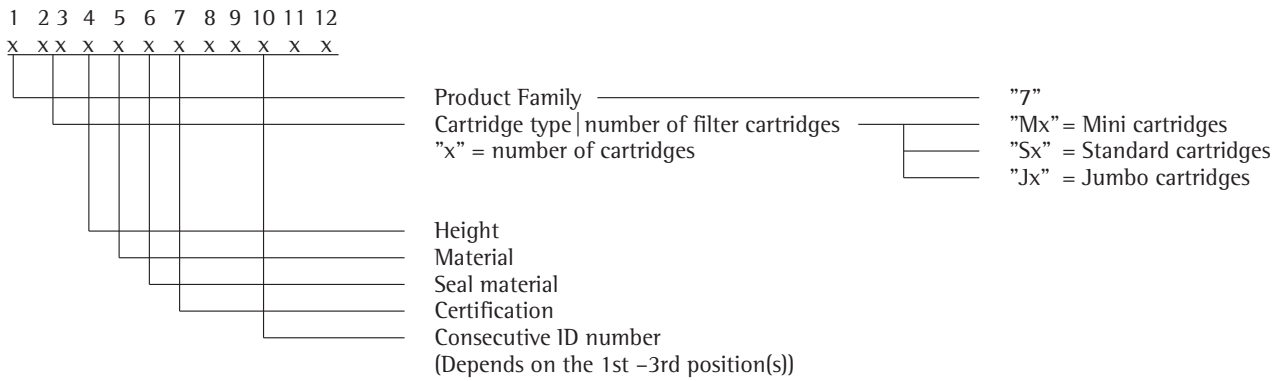 1 2 3 4 5 6 7 8 9 10 11 12
x x x x x x x x x x x x
Product Family ”7”
Cartridge type|number of filter cartridges ”Mx” = Mini cartridges
”x” = number of cartridges ”Sx” = Standard cartridges
”Jx” = Jumbo cartridges
Height
Material
Seal material
Certification
Consecutive ID number
(Depends on the 1st –3rd position(s))